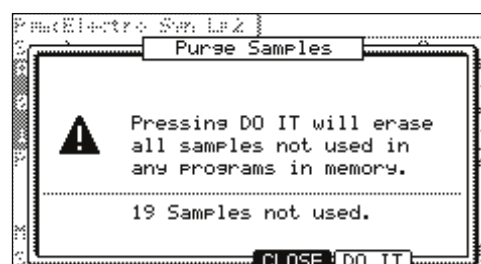 Purge Samples
Pressing DO IT will erase
all samples not used in
any programs in memory.
19 Samples not used.
CLOSE DO IT